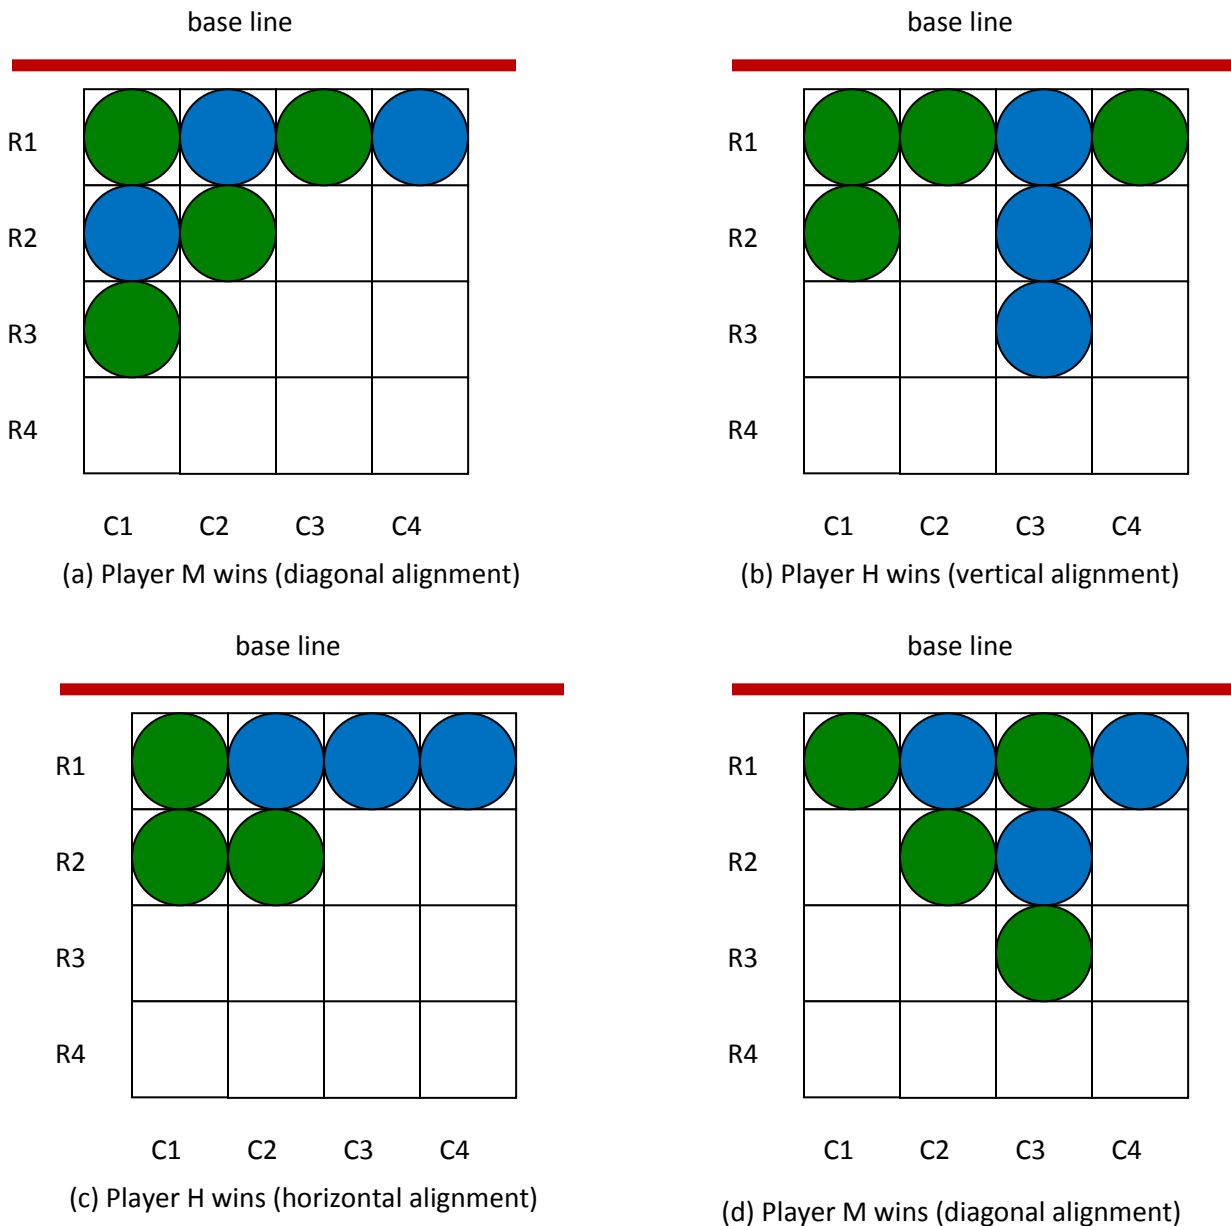 base line
base line
R1
R2
R3
R4
C1 C2 C3 C4
(a) Player M wins (diagonal alignment)
R1
R2
R3
R4
C1 C2 C3 C4
(b) Player H wins (vertical alignment)
base line
base line
R1
R2
R3
R4
C1 C2 C3 C4
(c) Player H wins (horizontal alignment)
R1
R2
R3
R4
C1 C2 C3 C4
(d) Player M wins (diagonal alignment)